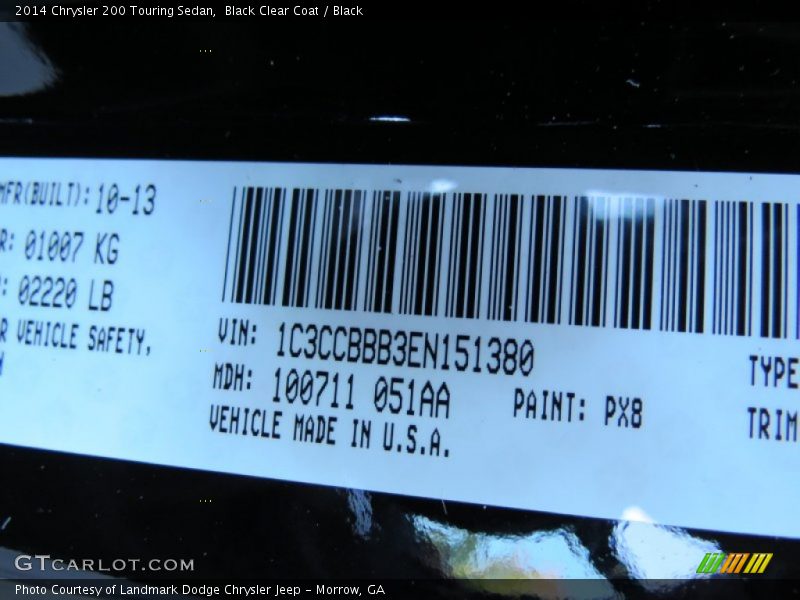 2014 Chrysler 200 Touring Sedan,  Black Clear Coat / Black
MFR(BUILT): 10-13
R: 01007 KG
: 02220 LB
R VEHICLE SAFETY,
VIN: 1C3CCBBB3EN151380
MDH: 100711 051AA
PAINT: PX8
VEHICLE MADE IN U.S.A.
TYPE
TRIM
GTCARLOT.COM
Photo Courtesy of Landmark Dodge Chrysler Jeep – Morrow, GA